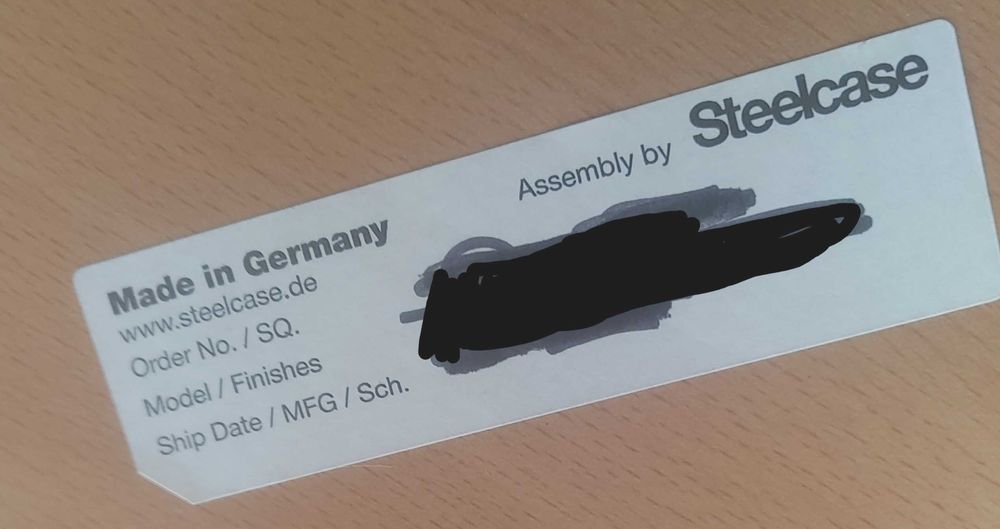 Assembly by Steelcase
Made in Germany
www.steelcase.de
Order No. / SQ.
Model / Finishes
Ship Date / MFG / Sch.